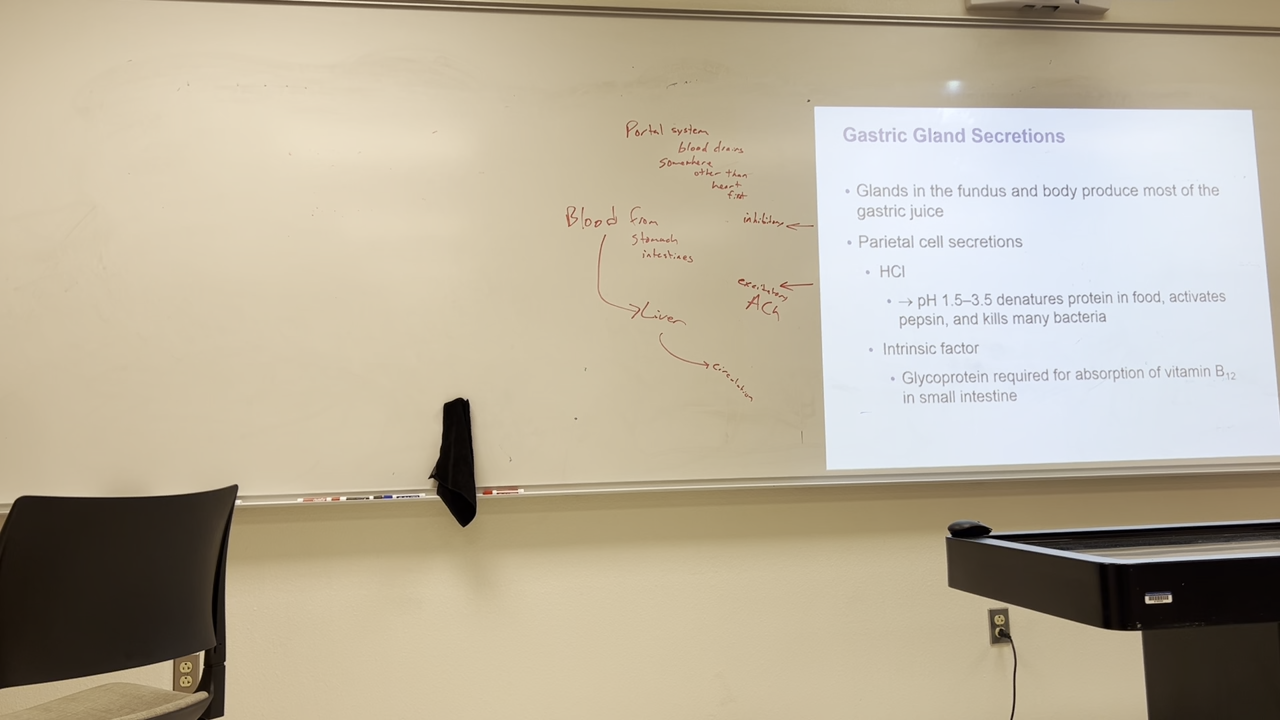 Portal system
blood drains
somewhere
other than
heart
first
Blood from
stomach
intestines
Liver
circulation
inhibitory
excitatory
ACh
Gastric Gland Secretions
• Glands in the fundus and body produce most of the
gastric juice
• Parietal cell secretions
• HCl
• → pH 1.5–3.5 denatures protein in food, activates
pepsin, and kills many bacteria
• Intrinsic factor
• Glycoprotein required for absorption of vitamin B12
in small intestine